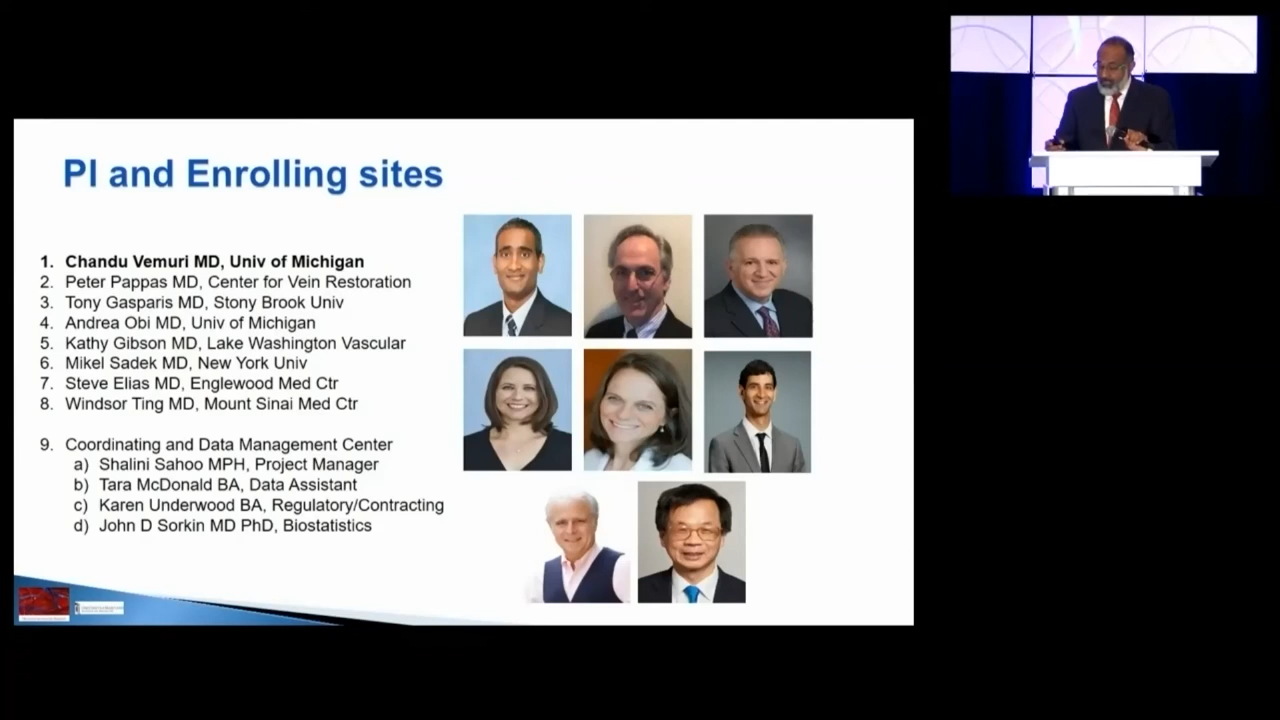 PI and Enrolling sites
1. Chandu Vemuri MD, Univ of Michigan
2. Peter Pappas MD, Center for Vein Restoration
3. Tony Gasparis MD, Stony Brook Univ
4. Andrea Obi MD, Univ of Michigan
5. Kathy Gibson MD, Lake Washington Vascular
6. Mikel Sadek MD, New York Univ
7. Steve Elias MD, Englewood Med Ctr
8. Windsor Ting MD, Mount Sinai Med Ctr
9. Coordinating and Data Management Center
a) Shalini Sahoo MPH, Project Manager
b) Tara McDonald BA, Data Assistant
c) Karen Underwood BA, Regulatory/Contracting
d) John D Sorkin MD PhD, Biostatistics